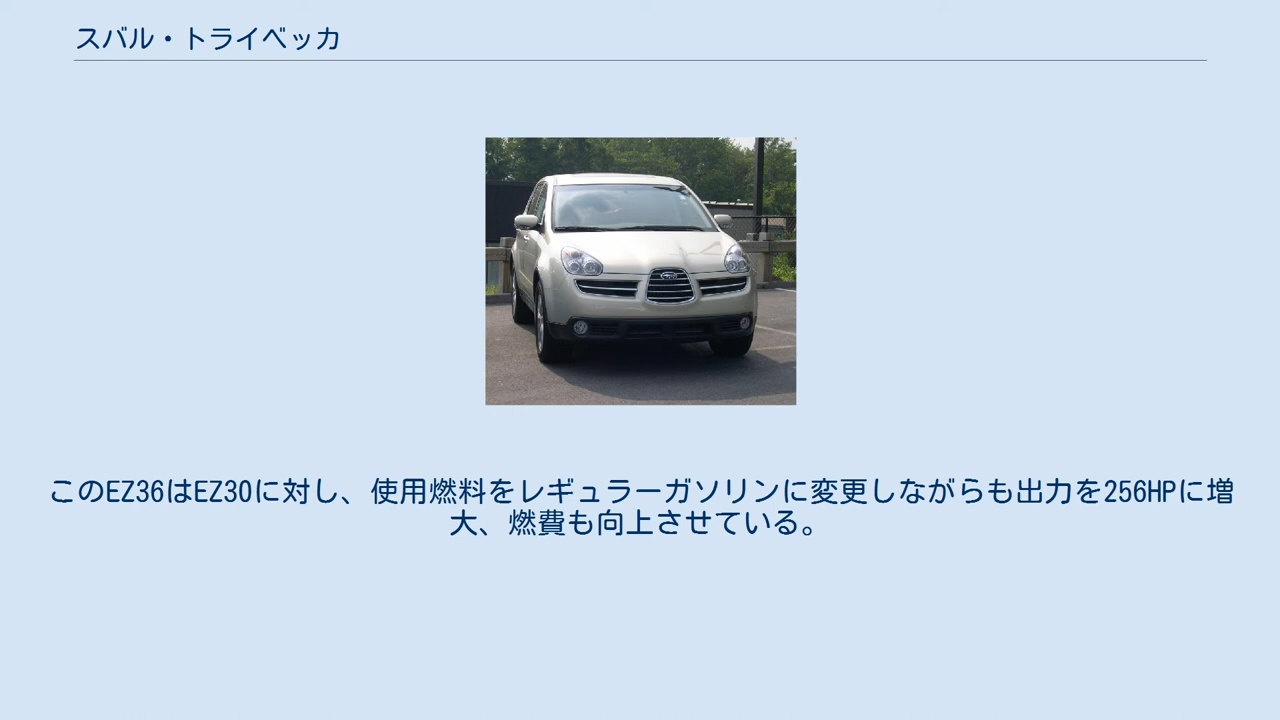 スバル・トライベッカ
このEZ36はEZ30に対し、使用燃料をレギュラーガソリンに変更しながらも出力を256HPに増
大、燃費も向上させている。